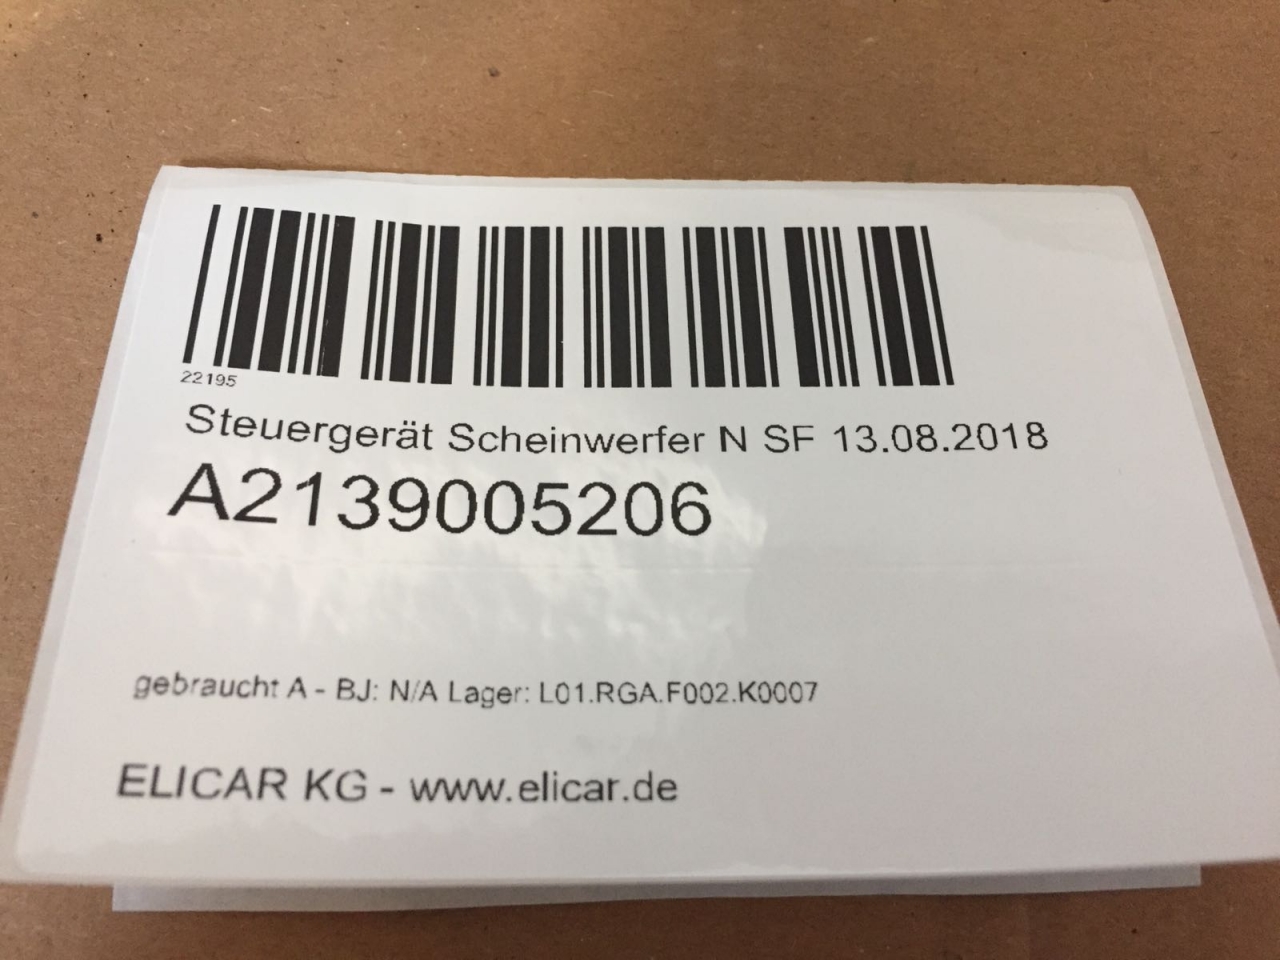 22195
Steuergerät Scheinwerfer N SF 13.08.2018
A2139005206
gebraucht A - BJ: N/A Lager: L01.RGA.F002.K0007
ELICAR KG - www.elicar.de